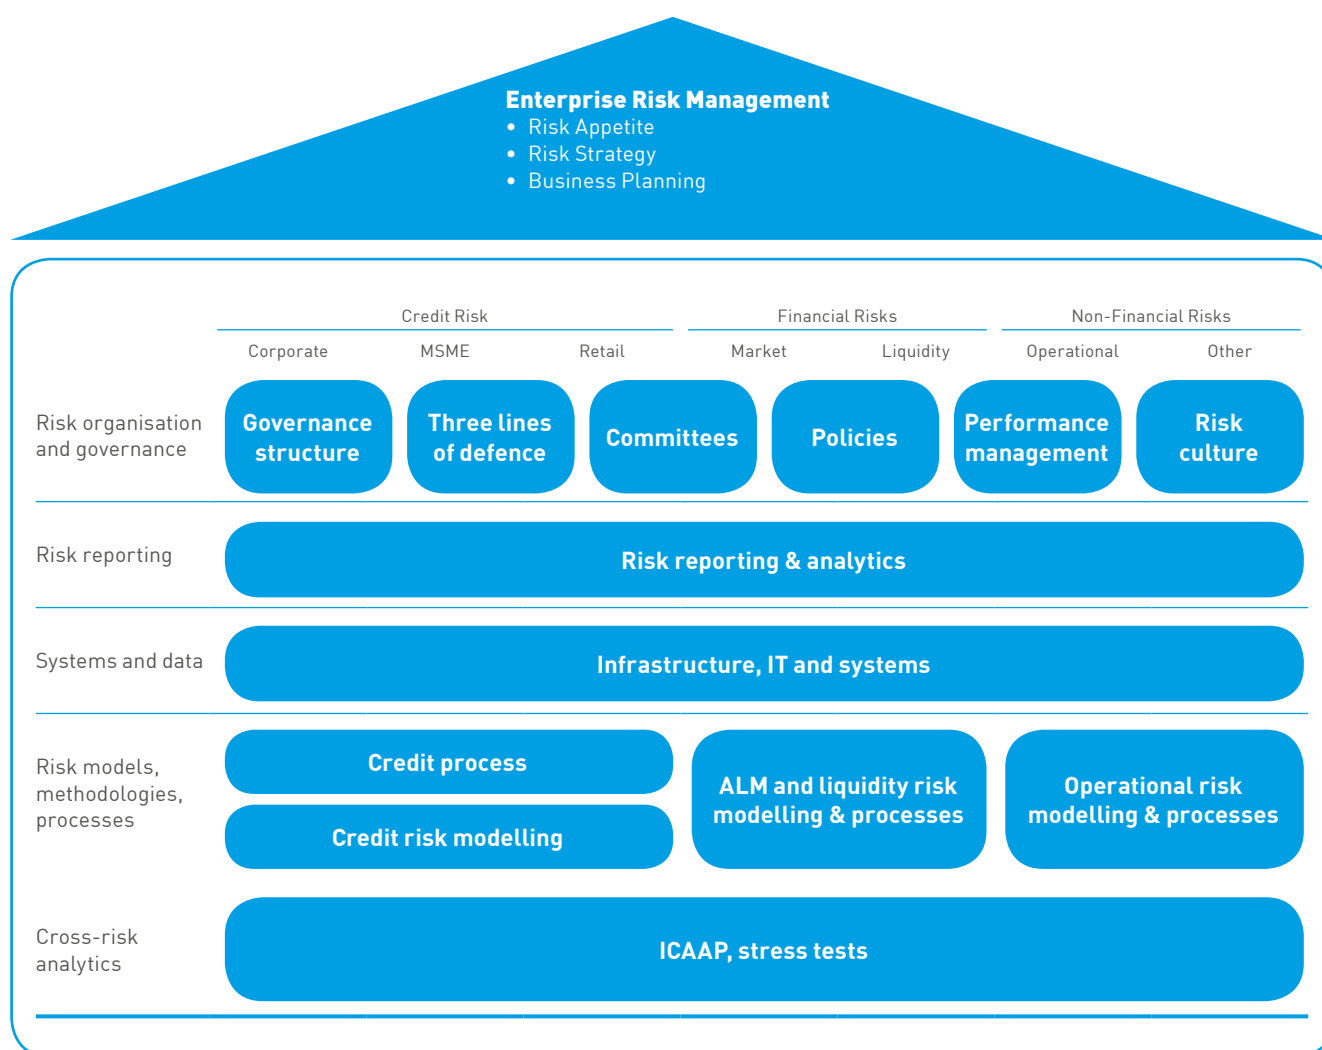 Enterprise Risk Management
• Risk Appetite
• Risk Strategy
• Business Planning
Credit Risk
Financial Risks
Non-Financial Risks
Corporate
MSME
Retail
Market
Liquidity
Operational
Other
Risk organisation
and governance
Governance
structure
Three lines
of defence
Committees
Policies
Performance
management
Risk
culture
Risk reporting
Risk reporting & analytics
Systems and data
Infrastructure, IT and systems
Risk models,
methodologies,
processes
Credit process
Credit risk modelling
ALM and liquidity risk
modelling & processes
Operational risk
modelling & processes
Cross-risk
analytics
ICAAP, stress tests